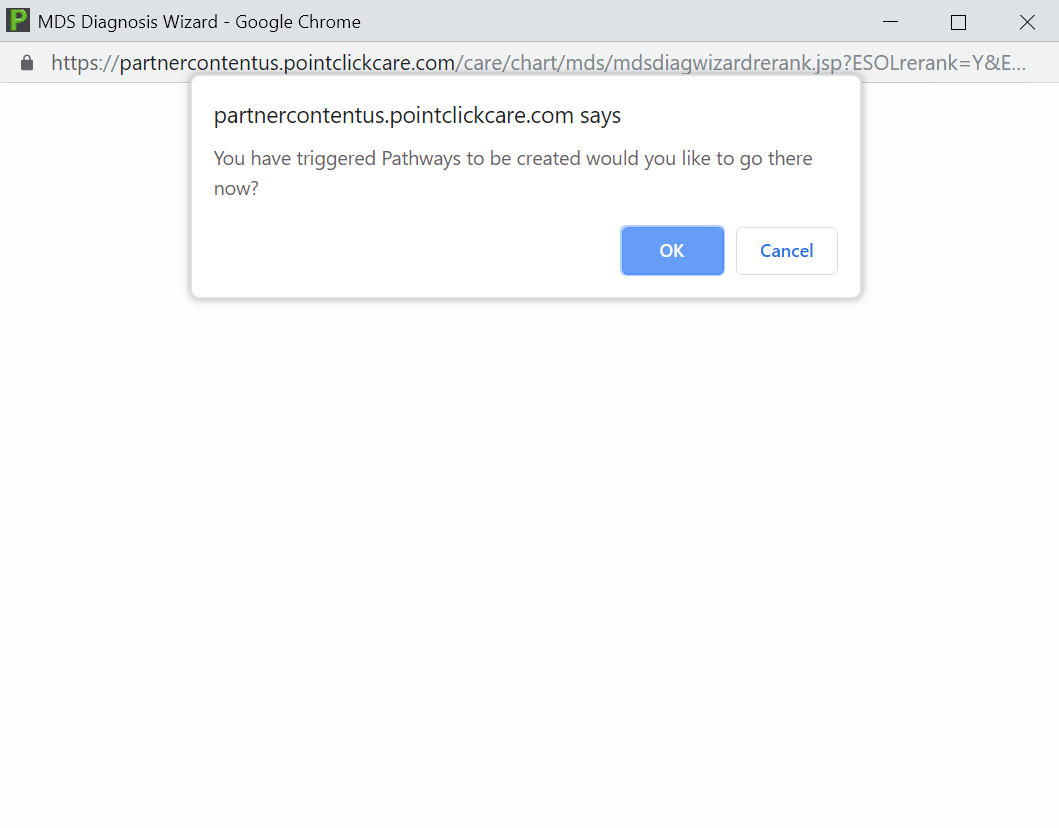 MDS Diagnosis Wizard - Google Chrome
https://partnercontentus.pointclickcare.com/care/chart/mds/mdsdiagwizardrerank.jsp?ESOLrerank=Y&E...
partnercontentus.pointclickcare.com says
You have triggered Pathways to be created would you like to go there
now?
OK Cancel